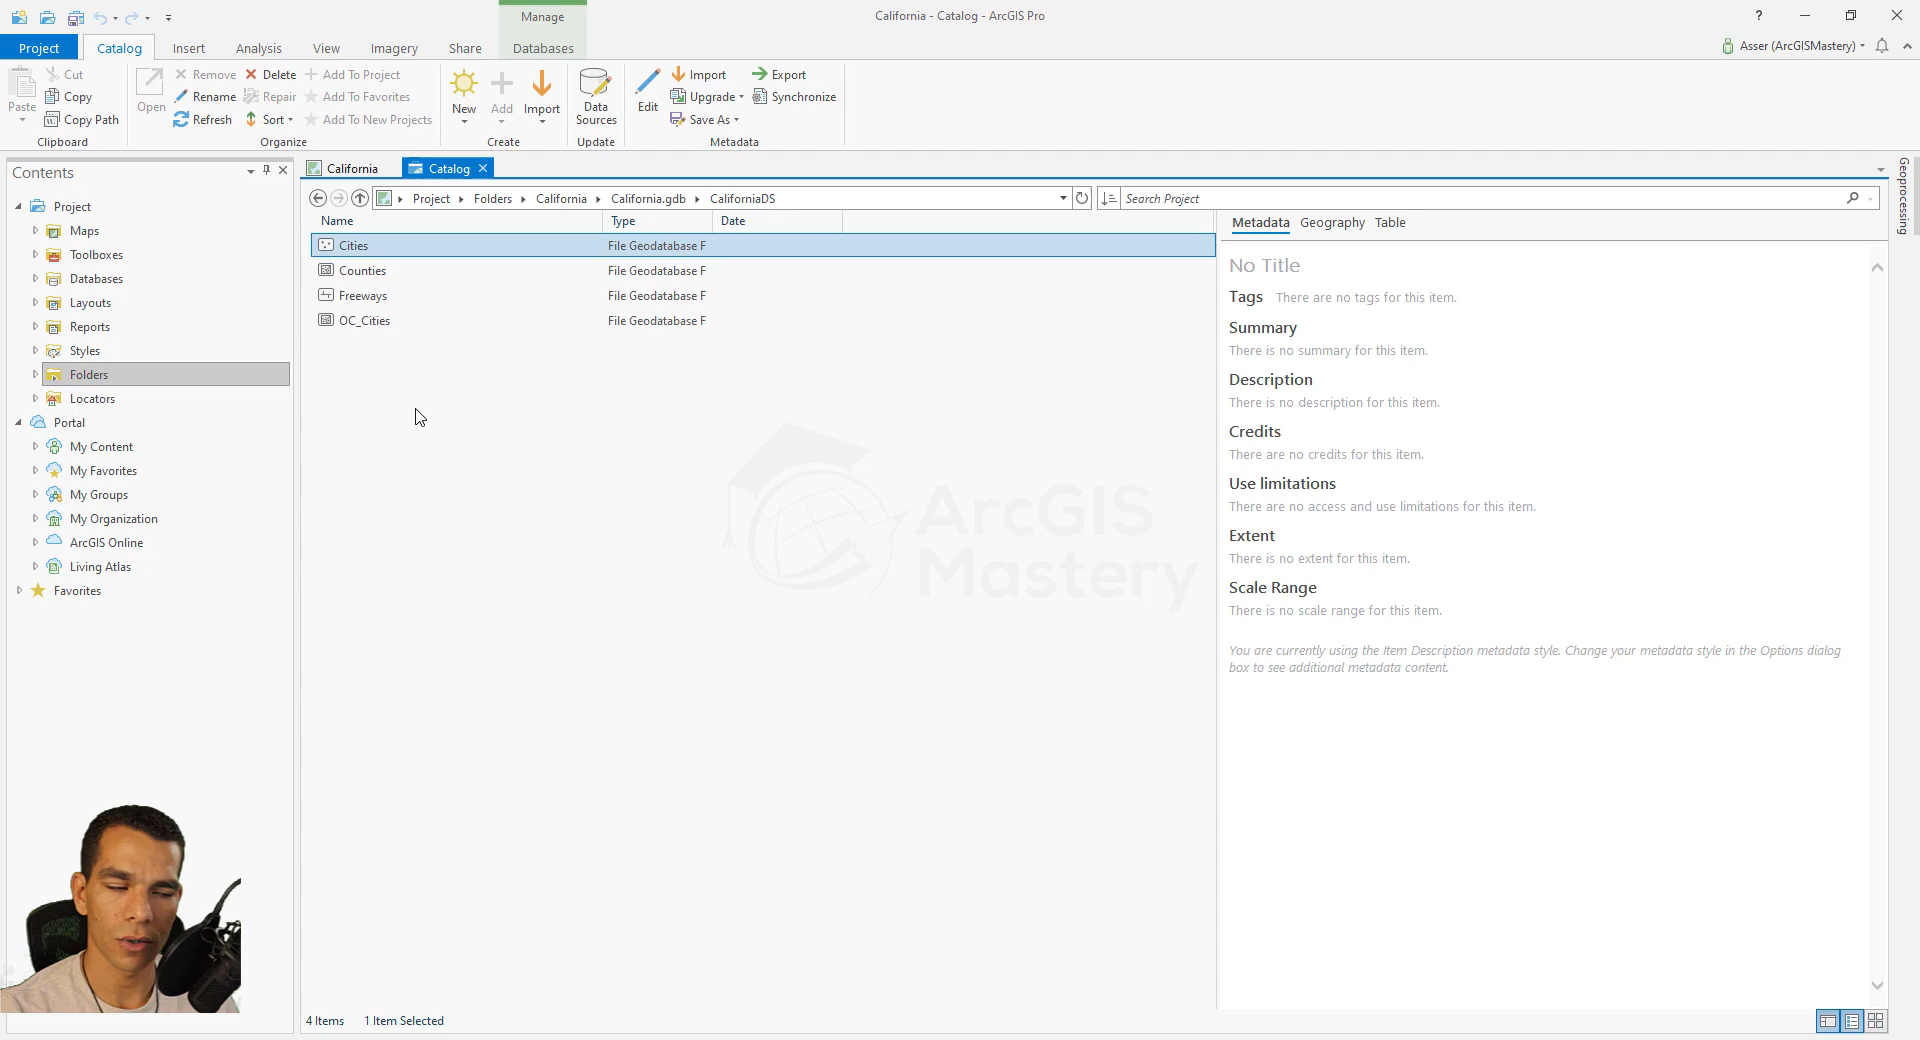 Manage
California - Catalog - ArcGIS Pro
?
Project
Catalog
Insert
Analysis
View
Imagery
Share
Databases
Asser (ArcGISMastery)
Paste
Cut
Copy
Copy Path
Clipboard
Open
Remove
Delete
Add To Project
Rename
Repair
Add To Favorites
Refresh
Sort
Add To New Projects
Organize
New
Add
Import
Create
Data
Sources
Update
Edit
Import
Export
Upgrade
Synchronize
Save As
Metadata
Contents
Project
Maps
Toolboxes
Databases
Layouts
Reports
Styles
Folders
Locators
Portal
My Content
My Favorites
My Groups
My Organization
ArcGIS Online
Living Atlas
Favorites
California
Catalog
Project Folders California California.gdb CaliforniaDS
Search Project
Name Type Date
Cities File Geodatabase F
Counties File Geodatabase F
Freeways File Geodatabase F
OC_Cities File Geodatabase F
ArcGIS
Mastery
4 Items 1 Item Selected
Metadata Geography Table
No Title
Tags There are no tags for this item.
Summary
There is no summary for this item.
Description
There is no description for this item.
Credits
There are no credits for this item.
Use limitations
There are no access and use limitations for this item.
Extent
There is no extent for this item.
Scale Range
There is no scale range for this item.
You are currently using the Item Description metadata style. Change your metadata style in the Options dialog
box to see additional metadata content.
Geoprocessing